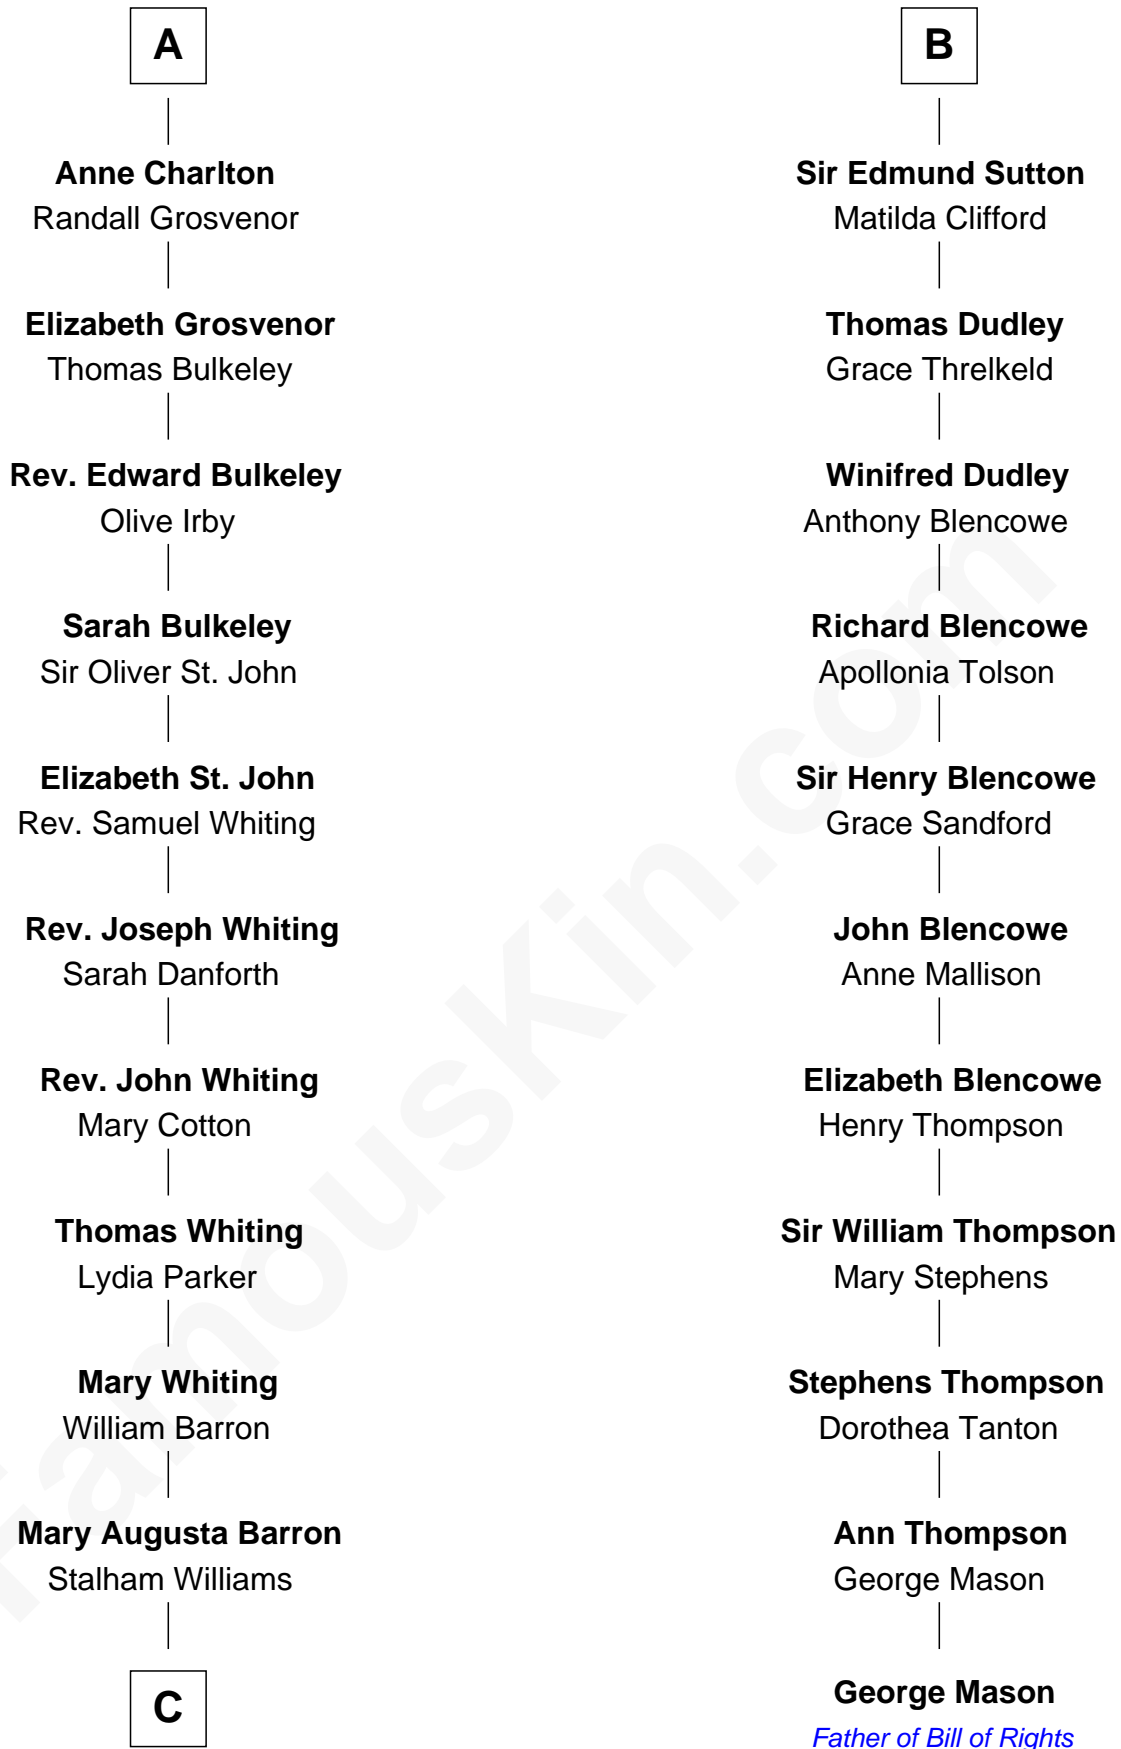 A
Anne Charlton
Randall Grosvenor
Elizabeth Grosvenor
Thomas Bulkeley
Rev. Edward Bulkeley
Olive Irby
Sarah Bulkeley
Sir Oliver St. John
Elizabeth St. John
Rev. Samuel Whiting
Rev. Joseph Whiting
Sarah Danforth
Rev. John Whiting
Mary Cotton
Thomas Whiting
Lydia Parker
Mary Whiting
William Barron
Mary Augusta Barron
Stalham Williams
C
B
Sir Edmund Sutton
Matilda Clifford
Thomas Dudley
Grace Threlkeld
Winifred Dudley
Anthony Blencowe
Richard Blencowe
Apollonia Tolson
Sir Henry Blencowe
Grace Sandford
John Blencowe
Anne Mallison
Elizabeth Blencowe
Henry Thompson
Sir William Thompson
Mary Stephens
Stephens Thompson
Dorothea Tanton
Ann Thompson
George Mason
George Mason
Father of Bill of Rights
FamousKin.com